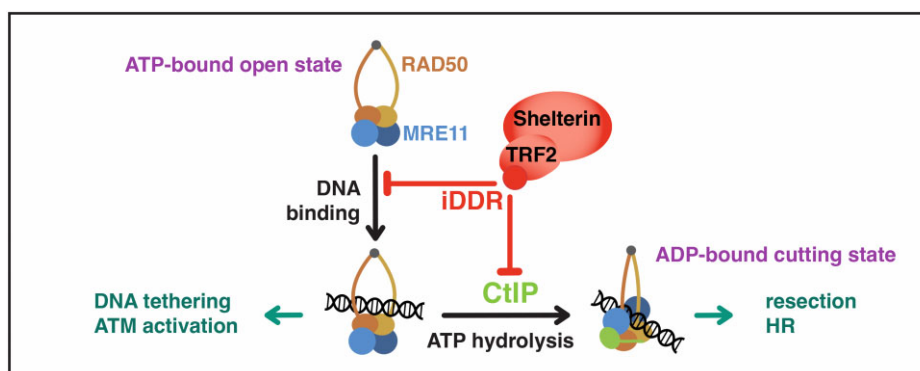 ATP-bound open state
RAD50
MRE11
Shelterin
TRF2
DNA
binding
iDDR
ADP-bound cutting state
CtIP
DNA tethering
ATM activation
ATP hydrolysis
resection
HR